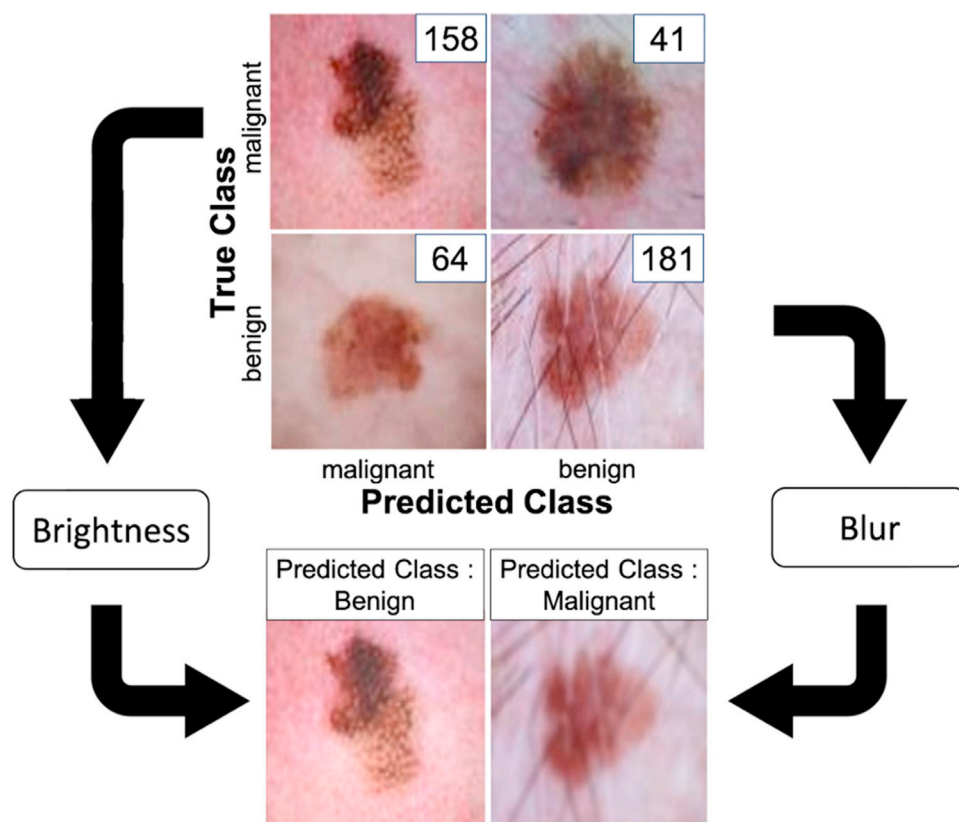 158
41
malignant
True Class
64
181
benign
malignant
benign
Predicted Class
Brightness
Blur
Predicted Class :
Benign
Predicted Class :
Malignant